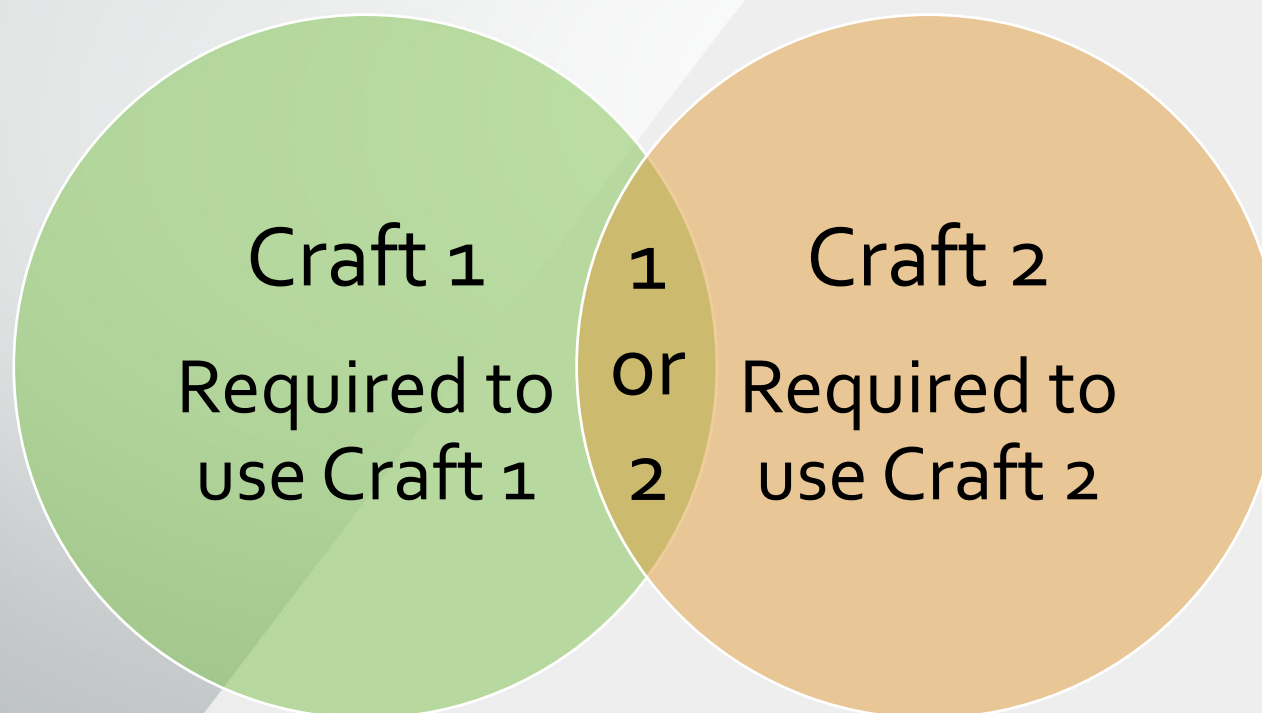 Craft 1
Required to
use Craft 1
1
or
2
Craft 2
Required to
use Craft 2